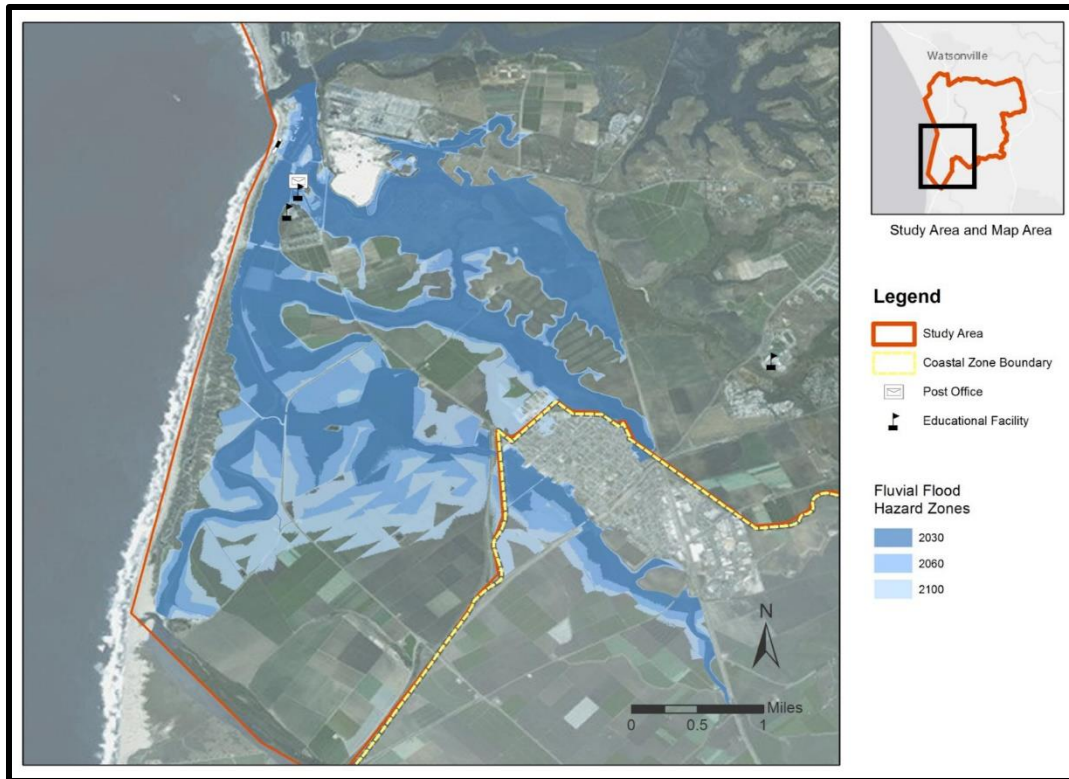 Watsonville
Study Area and Map Area
Legend
Study Area
Coastal Zone Boundary
Post Office
Educational Facility
Fluvial Flood
Hazard Zones
2030
2060
2100
N
Miles
0 0.5 1